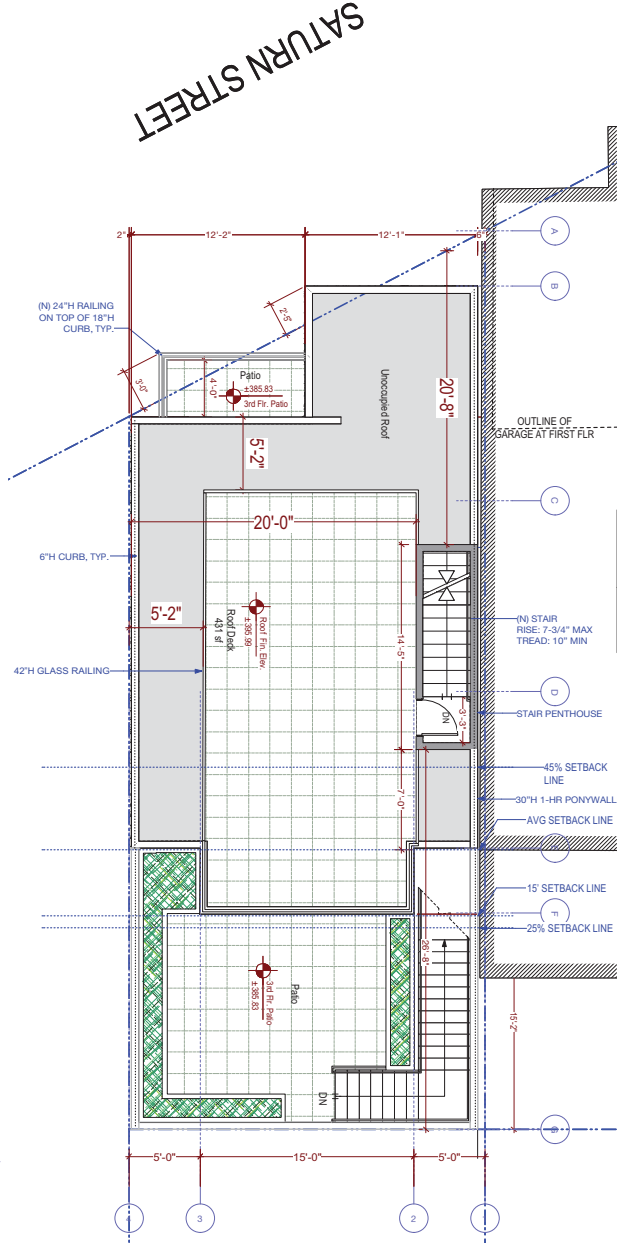 SATURN STREET
2"
12'-2"
12'-1"
6"
A
B
(N) 24"H RAILING
ON TOP OF 18"H
CURB, TYP.
2'-5"
3'-0"
4'-0"
Patio
±385.83
3rd Flr. Patio
Unoccupied Roof
20'-8"
OUTLINE OF
GARAGE AT FIRST FLR
5'-2"
C
20'-0"
6"H CURB, TYP.
5'-2"
Roof Fin. Elev.
±395.99
Roof Deck
431 sf
14'-5"
(N) STAIR
RISE: 7-3/4" MAX
TREAD: 10" MIN
42"H GLASS RAILING
D
DN
3'-3"
STAIR PENTHOUSE
45% SETBACK
LINE
7'-0"
30"H 1-HR PONYWALL
AVG SETBACK LINE
15' SETBACK LINE
F
25% SETBACK LINE
26'-8"
Patio
3rd Flr. Patio
±385.83
15'-2"
DN
G
5'-0"
15'-0"
5'-0"
4
3
2